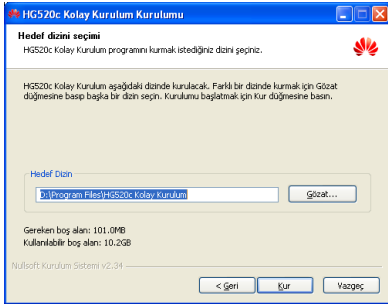 HG520c Kolay Kurulum Kurulumu
Hedef dizini seçimi
HG520c Kolay Kurulum programını kurmak istediğiniz dizini seçiniz.
HG520c Kolay Kurulum aşağıdaki dizinde kurulacak. Farklı bir dizinde kurmak için Gözat
düğmesine basıp başka bir dizin seçin. Kurulumu başlatmak için Kur düğmesine basın.
Hedef Dizin
D:\Program Files\HG520c Kolay Kurulum
Gözat...
Gereken boş alan: 101.0MB
Kullanılabilir boş alan: 10.2GB
Nullsoft Kurulum Sistemi v2.34
< Geri
Kur
Vazgeç